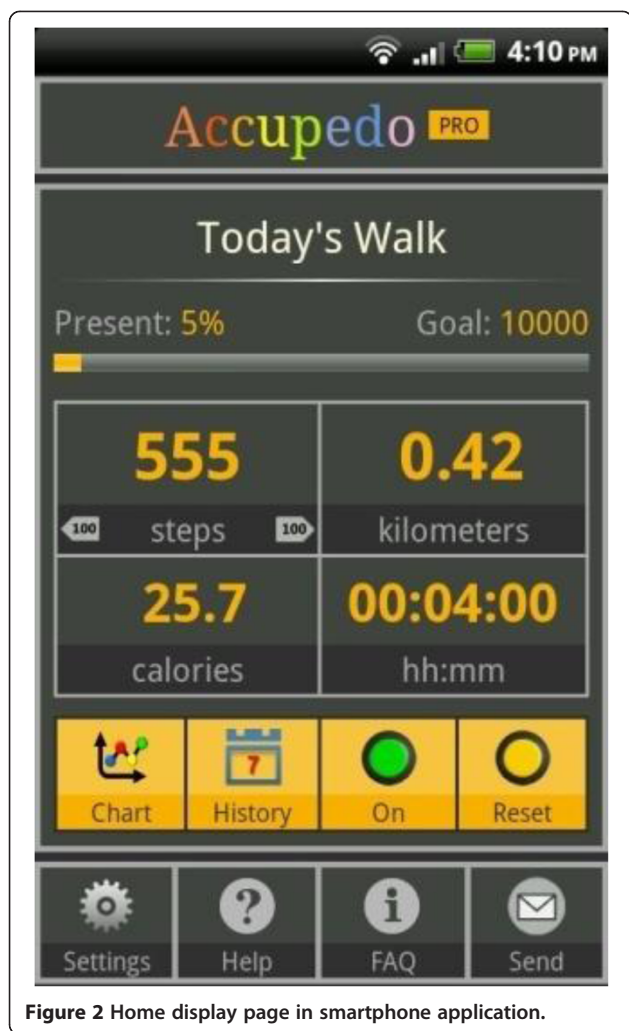 4:10 PM
Accupedo PRO
Today's Walk
Present: 5% Goal: 10000
555 0.42
100 steps 100 kilometers
25.7 00:04:00
calories hh:mm
7
Chart History On Reset
Settings Help FAQ Send
Figure 2 Home display page in smartphone application.